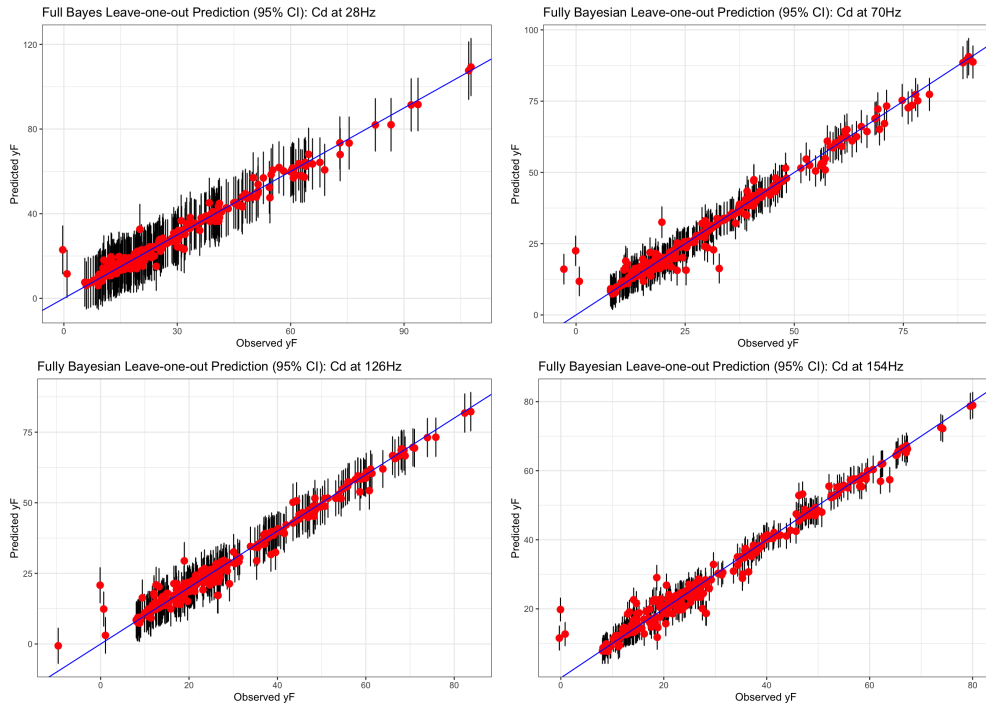 Full Bayes Leave-one-out Prediction (95% CI): Cd at 28Hz
120
80
40
0
Predicted yF
0 30 60 90
Observed yF
Fully Bayesian Leave-one-out Prediction (95% CI): Cd at 70Hz
100
75
50
25
0
Predicted yF
0 25 50 75
Observed yF
Fully Bayesian Leave-one-out Prediction (95% CI): Cd at 126Hz
75
50
25
0
Predicted yF
0 20 40 60 80
Observed yF
Fully Bayesian Leave-one-out Prediction (95% CI): Cd at 154Hz
80
60
40
20
Predicted yF
0 20 40 60 80
Observed yF